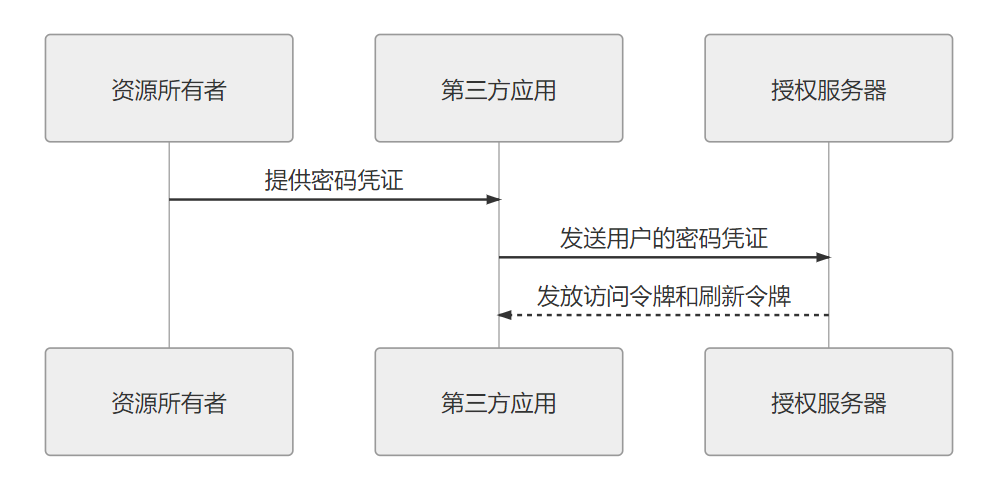 资源所有者
第三方应用
授权服务器
提供密码凭证
发送用户的密码凭证
发放访问令牌和刷新令牌
资源所有者
第三方应用
授权服务器